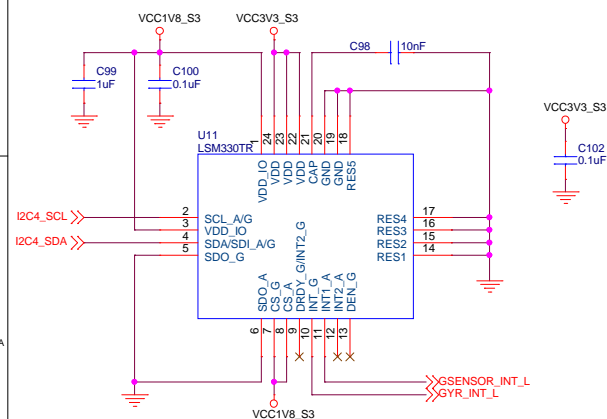 VCC1V8_S3
VCC3V3_S3
C98
10nF
C99
1uF
C100
0.1uF
VCC3V3_S3
C102
0.1uF
U11
LSM330TR
1
24
23
22
21
20
19
18
VDD_IO
VDD
VDD
VDD
CAP
GND
GND
RES5
I2C4_SCL
2
SCL_A/G
3
VDD_IO
I2C4_SDA
4
SDA/SDI_A/G
5
SDO_G
RES4
17
RES3
16
RES2
15
RES1
14
SDO_A
CS_G
CS_A
DRDY_G/INT2_G
INT_G
INT1_A
INT2_A
DEN_G
6
7
8
9
10
11
12
13
A
GSENSOR_INT_L
GYR_INT_L
VCC1V8_S3